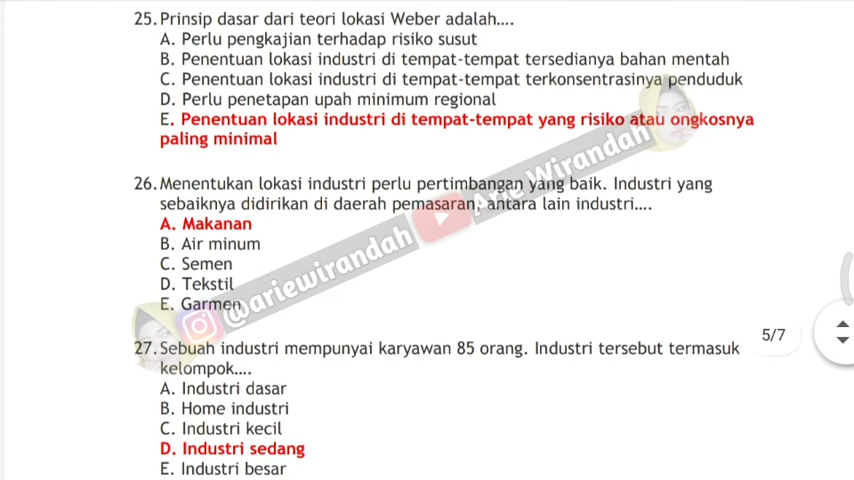 25. Prinsip dasar dari teori lokasi Weber adalah....
A. Perlu pengkajian terhadap risiko susut
B. Penentuan lokasi industri di tempat-tempat tersedianya bahan mentah
C. Penentuan lokasi industri di tempat-tempat terkonsentrasinya penduduk
D. Perlu penetapan upah minimum regional
E. Penentuan lokasi industri di tempat-tempat yang risiko atau ongkosnya
paling minimal
26. Menentukan lokasi industri perlu pertimbangan yang baik. Industri yang
sebaiknya didirikan di daerah pemasaran, antara lain industri....
A. Makanan
B. Air minum
C. Semen
D. Tekstil
E. Garmen
@ariewirandah
Arie Wirandah
27. Sebuah industri mempunyai karyawan 85 orang. Industri tersebut termasuk
kelompok....
A. Industri dasar
B. Home industri
C. Industri kecil
D. Industri sedang
E. Industri besar
5/7